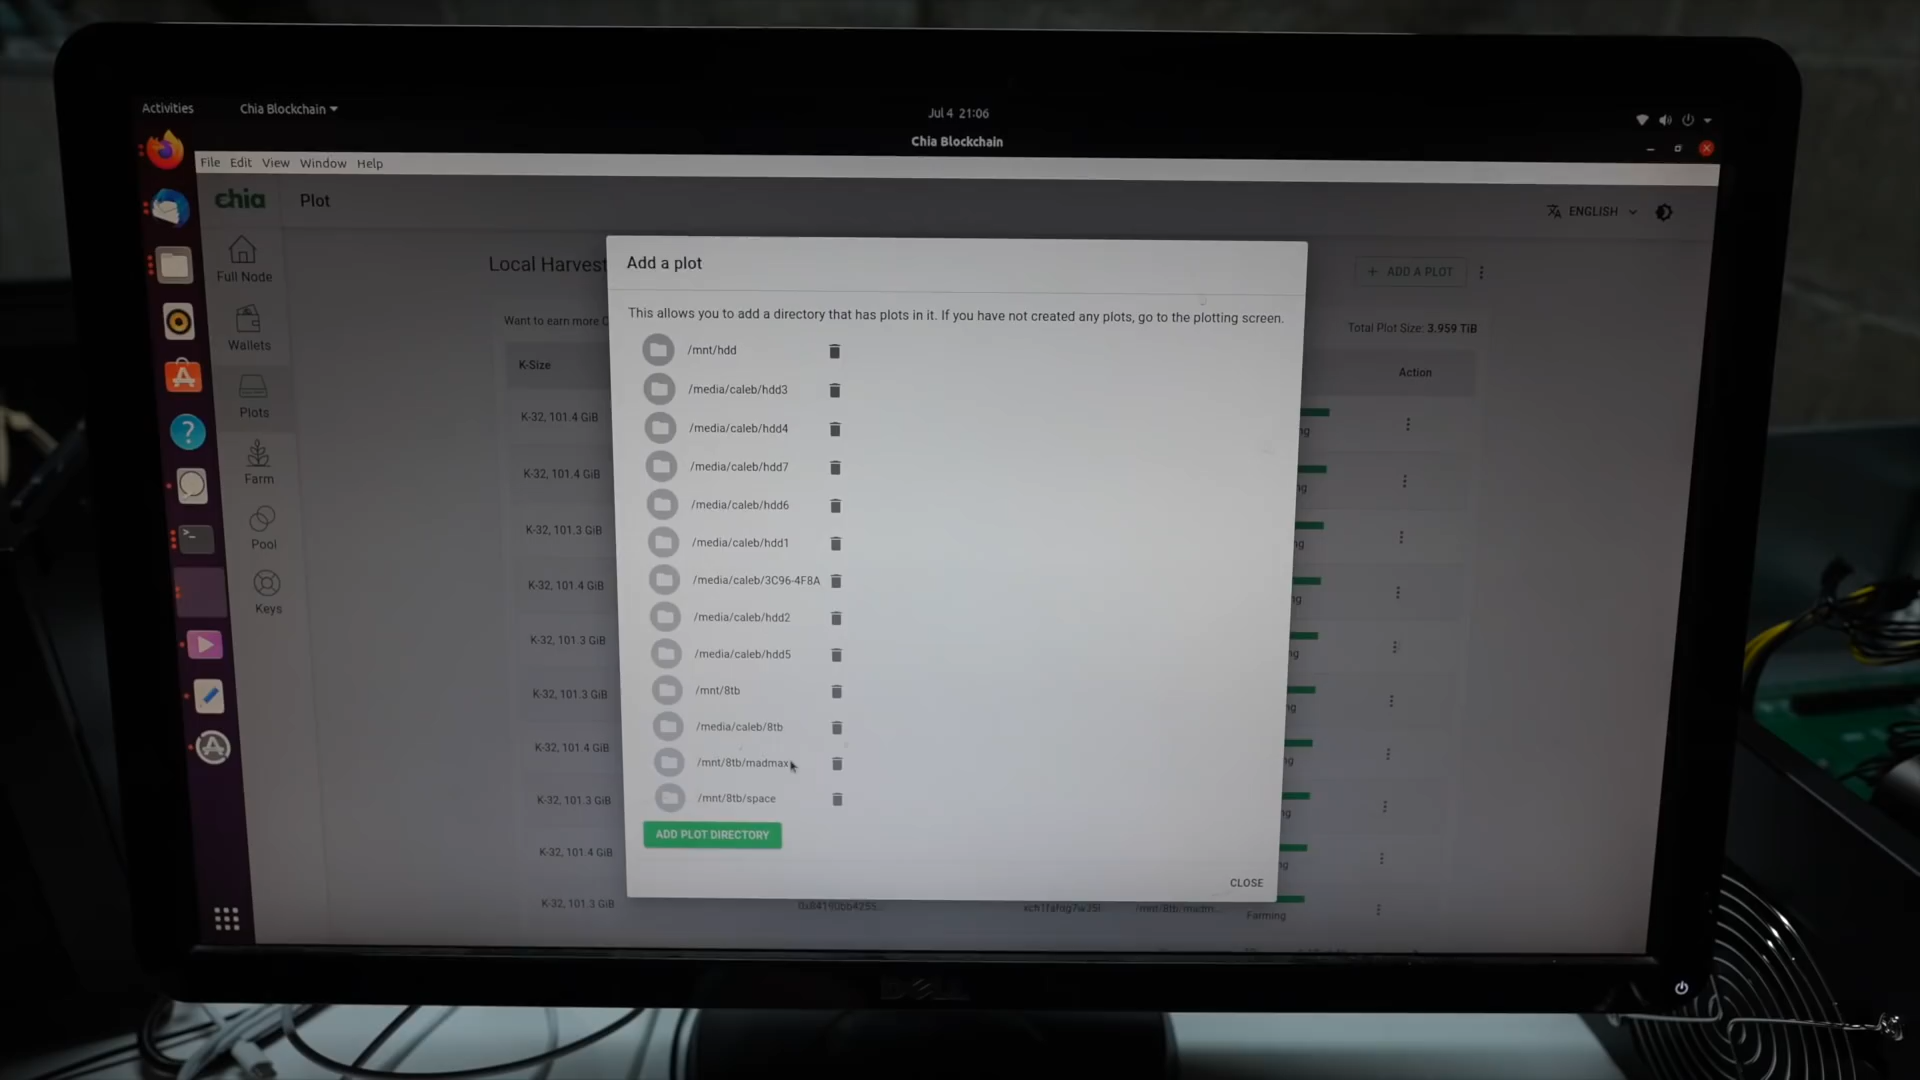 Activities
Chia Blockchain
Jul 4 21:06
Chia Blockchain
File Edit View Window Help
chia
Plot
ENGLISH
Full Node
Wallets
Plots
Farm
Pool
Keys
Local Harvest
+ ADD A PLOT
Want to earn more
Total Plot Size: 3.959 TiB
K-Size
Action
K-32, 101.4 GiB
K-32, 101.4 GiB
K-32, 101.3 GiB
K-32, 101.4 GiB
K-32, 101.3 GiB
K-32, 101.3 GiB
K-32, 101.4 GiB
K-32, 101.3 GiB
K-32, 101.4 GiB
K-32, 101.3 GiB
Farming
Add a plot
This allows you to add a directory that has plots in it. If you have not created any plots, go to the plotting screen.
/mnt/hdd
/media/caleb/hdd3
/media/caleb/hdd4
/media/caleb/hdd7
/media/caleb/hdd6
/media/caleb/hdd1
/media/caleb/3C96-4F8A
/media/caleb/hdd2
/media/caleb/hdd5
/mnt/8tb
/media/caleb/8tb
/mnt/8tb/madmax
/mnt/8tb/space
ADD PLOT DIRECTORY
CLOSE
DELL